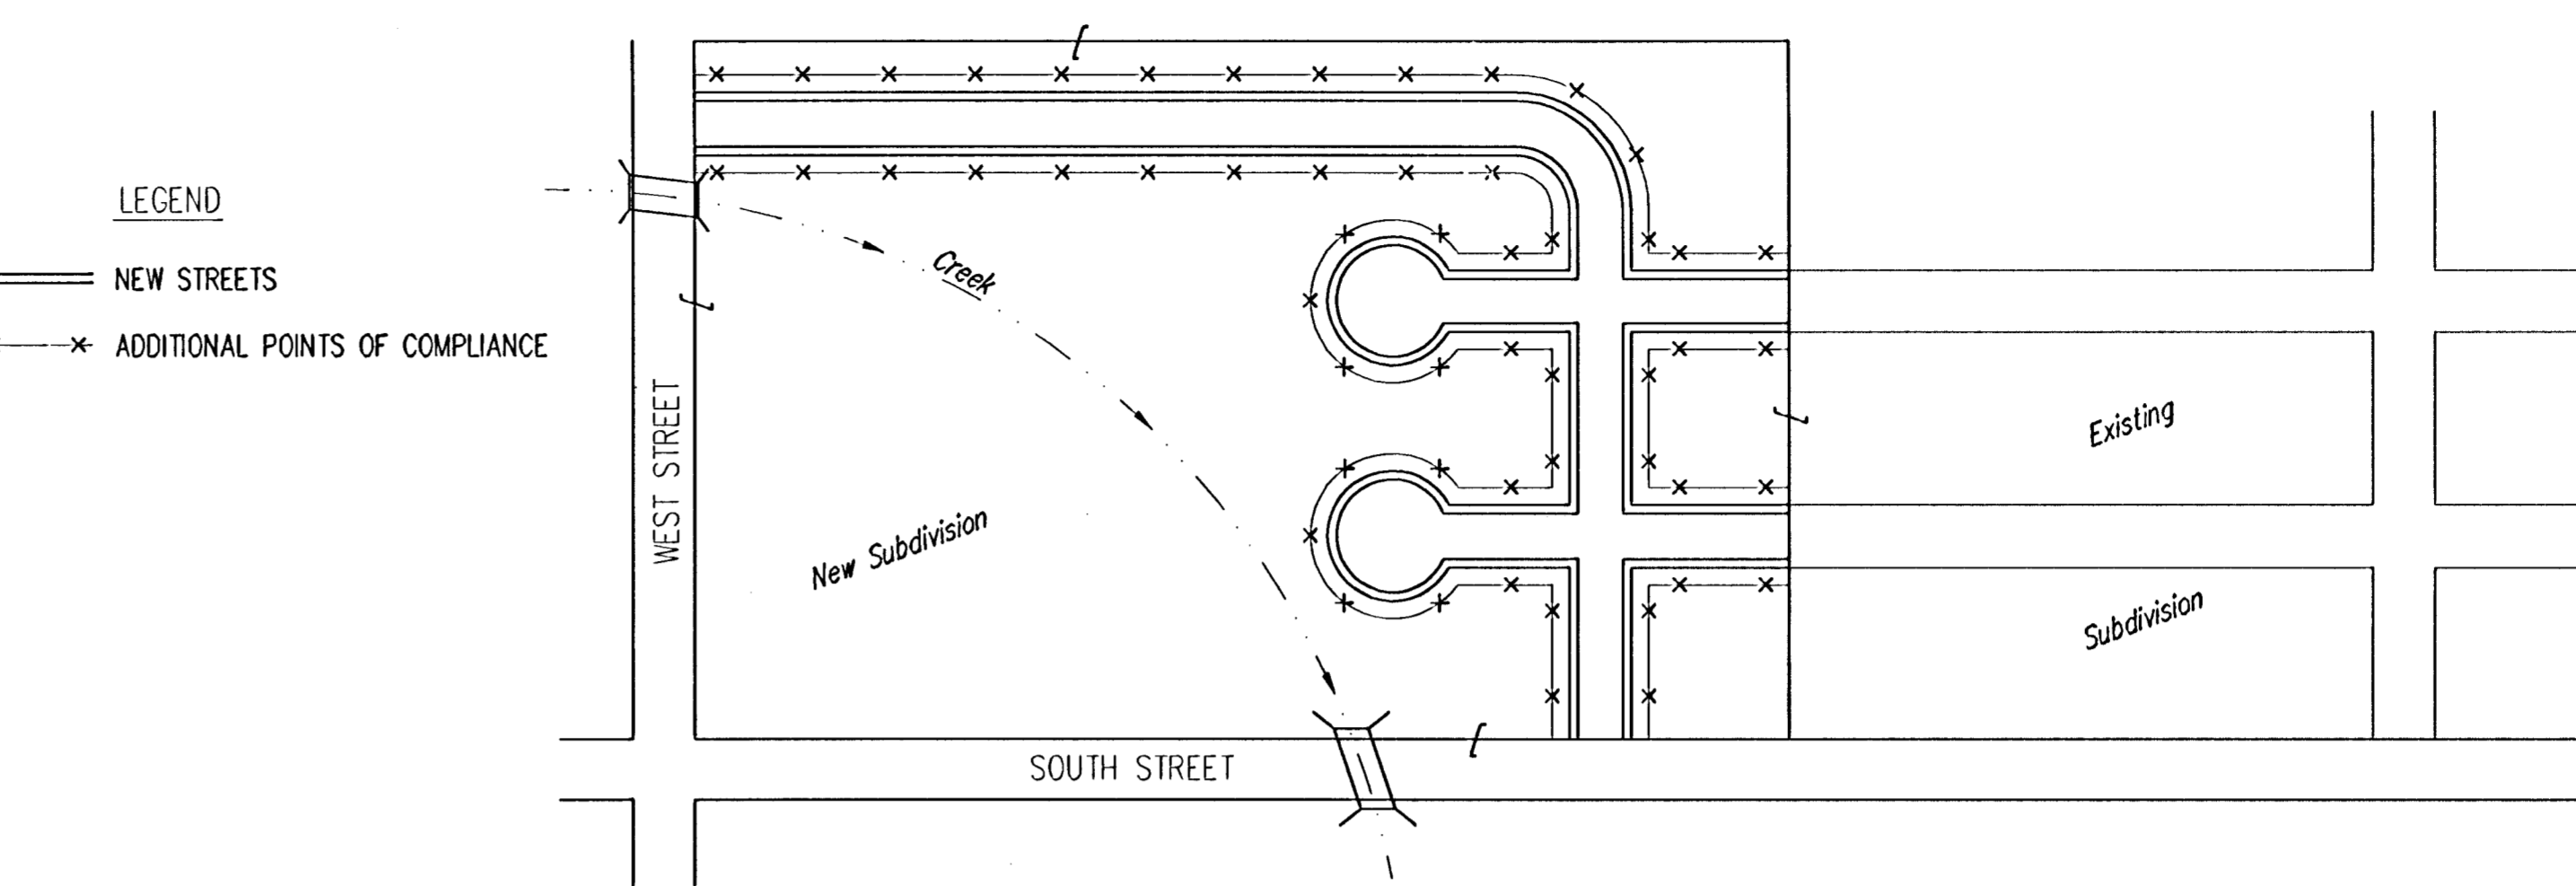 LEGEND
NEW STREETS
ADDITIONAL POINTS OF COMPLIANCE
WEST STREET
Creek
New Subdivision
SOUTH STREET
Existing
Subdivision